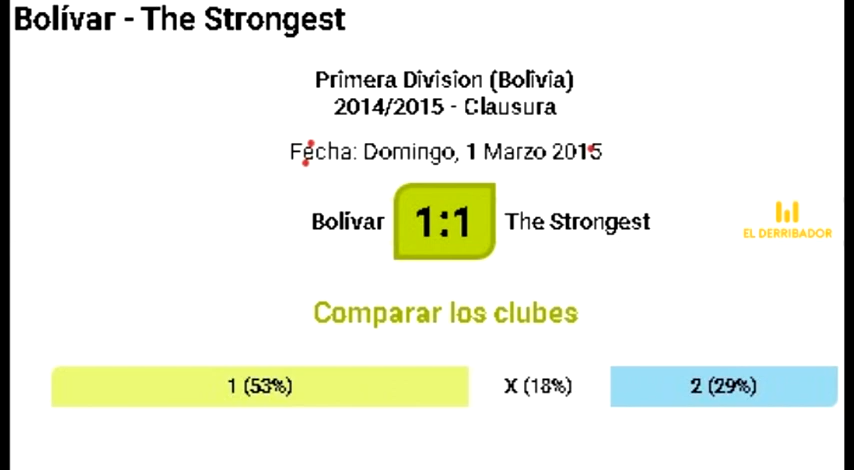 Bolívar - The Strongest
Primera Division (Bolivia)
2014/2015 - Clausura
Fecha: Domingo, 1 Marzo 2015
Bolívar 1:1 The Strongest
EL DERRIBADOR
Comparar los clubes
1 (53%) X (18%) 2 (29%)